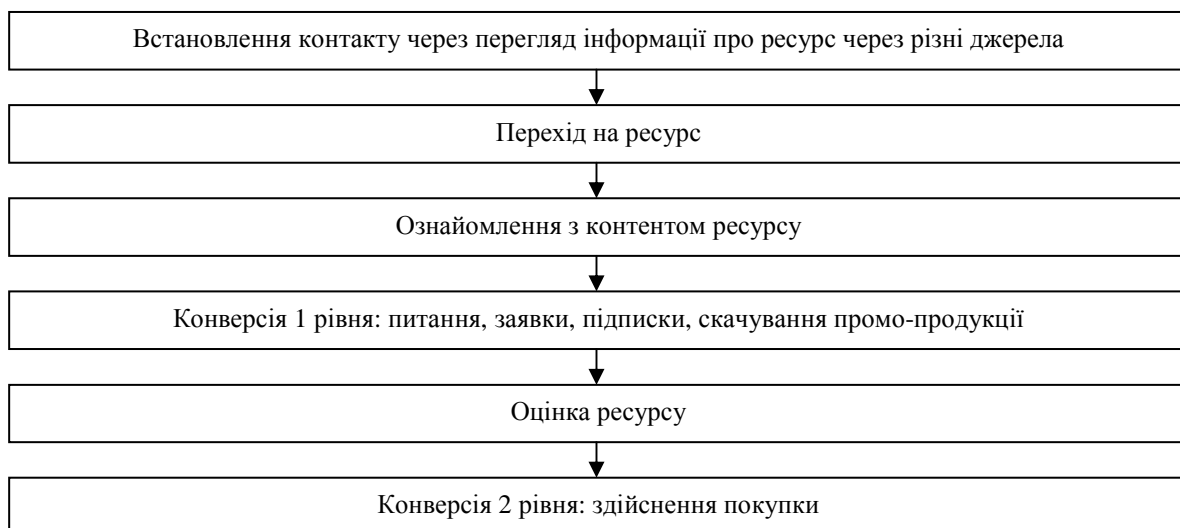 Встановлення контакту через перегляд інформації про ресурс через різні джерела
Перехід на ресурс
Ознайомлення з контентом ресурсу
Конверсія 1 рівня: питання, заявки, підписки, скачування промо-продукції
Оцінка ресурсу
Конверсія 2 рівня: здійснення покупки